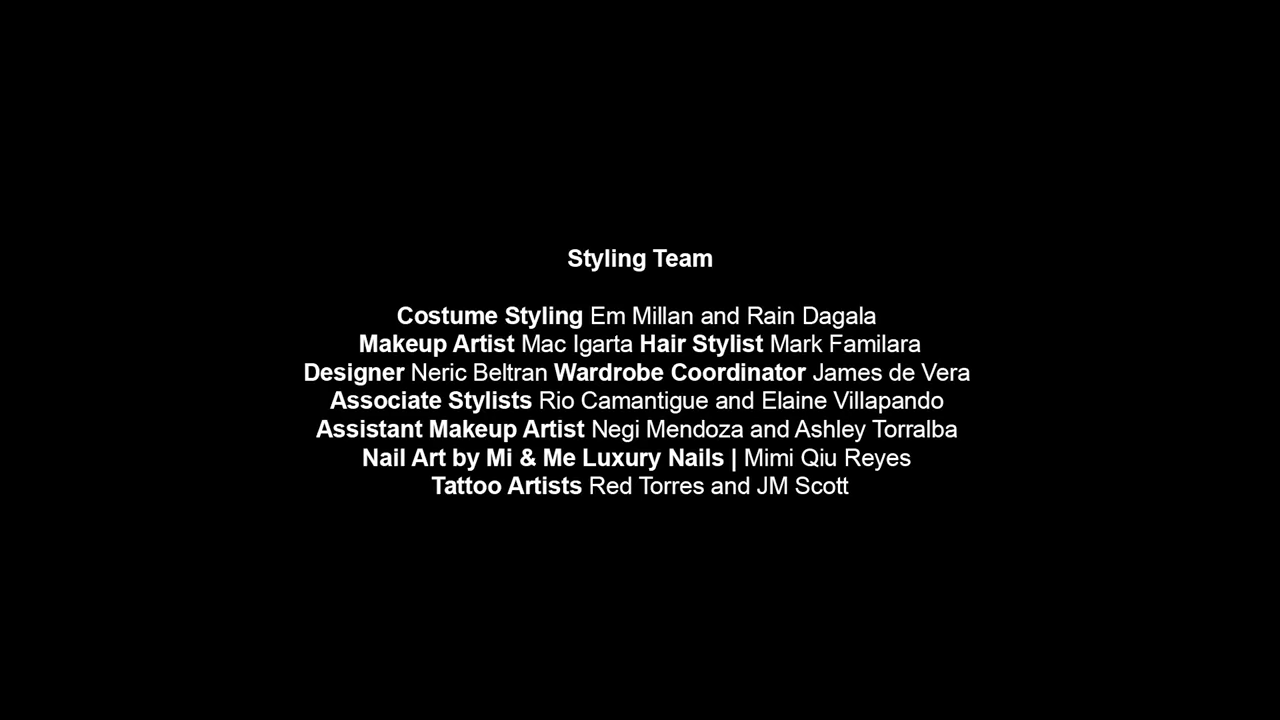 Styling Team
Costume Styling Em Millan and Rain Dagala
Makeup Artist Mac Igarta Hair Stylist Mark Familara
Designer Neric Beltran Wardrobe Coordinator James de Vera
Associate Stylists Rio Camantigue and Elaine Villapando
Assistant Makeup Artist Negi Mendoza and Ashley Torralba
Nail Art by Mi & Me Luxury Nails | Mimi Qiu Reyes
Tattoo Artists Red Torres and JM Scott